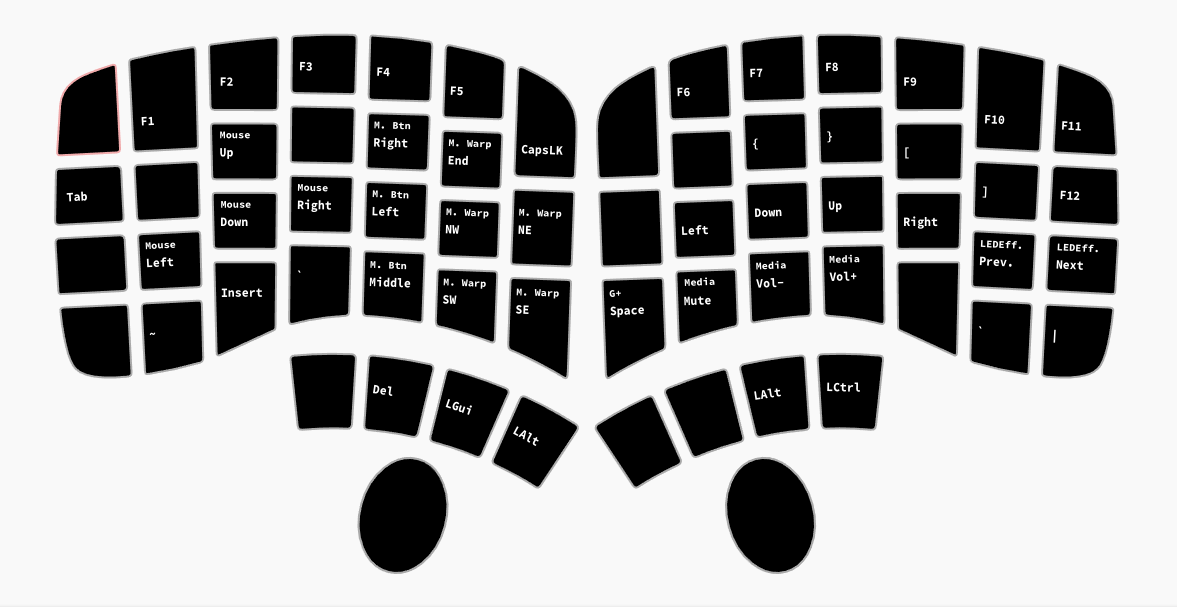 F1
F2
F3
F4
F5
F6
F7
F8
F9
F10
F11
Tab
Mouse
Up
M. Btn
Right
M. Warp
End
CapsLK
{
}
[
]
F12
Mouse
Left
Mouse
Down
Mouse
Right
M. Btn
Left
M. Warp
NW
M. Warp
NE
Left
Down
Up
Right
LEDEff.
Prev.
LEDEff.
Next
~
Insert
`
M. Btn
Middle
M. Warp
SW
M. Warp
SE
G+
Space
Media
Mute
Media
Vol-
Media
Vol+
`
|
Del
LGui
LAlt
LAlt
LCtrl